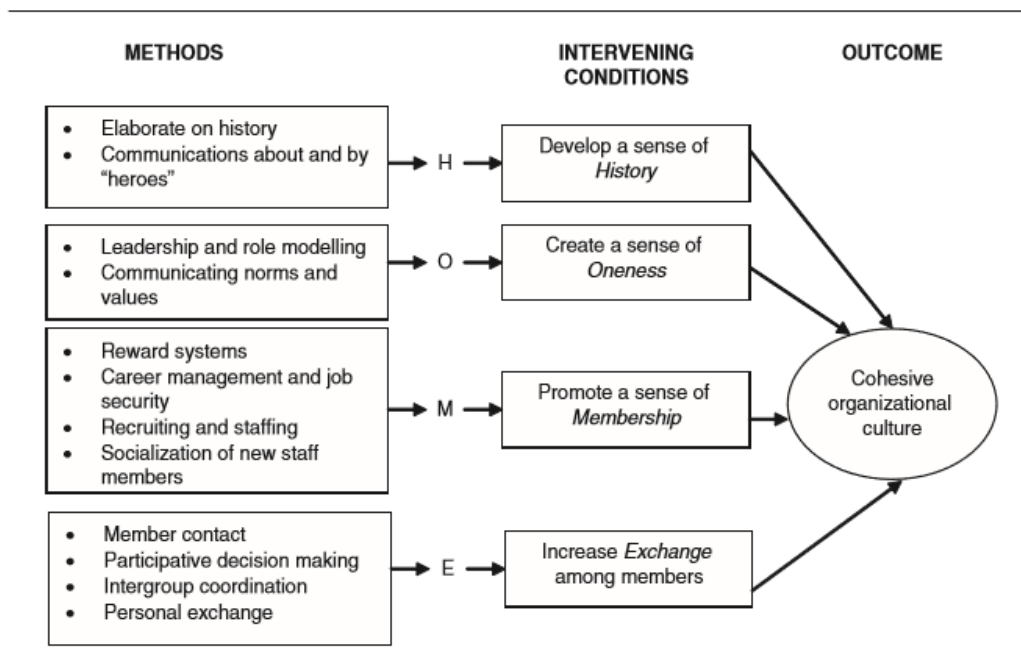 METHODS
INTERVENING
CONDITIONS
OUTCOME
• Elaborate on history
• Communications about and by
“heroes”
H
Develop a sense of
History
• Leadership and role modelling
• Communicating norms and
values
O
Create a sense of
Oneness
• Reward systems
• Career management and job
security
• Recruiting and staffing
• Socialization of new staff
members
M
Promote a sense of
Membership
• Member contact
• Participative decision making
• Intergroup coordination
• Personal exchange
E
Increase Exchange
among members
Cohesive
organizational
culture